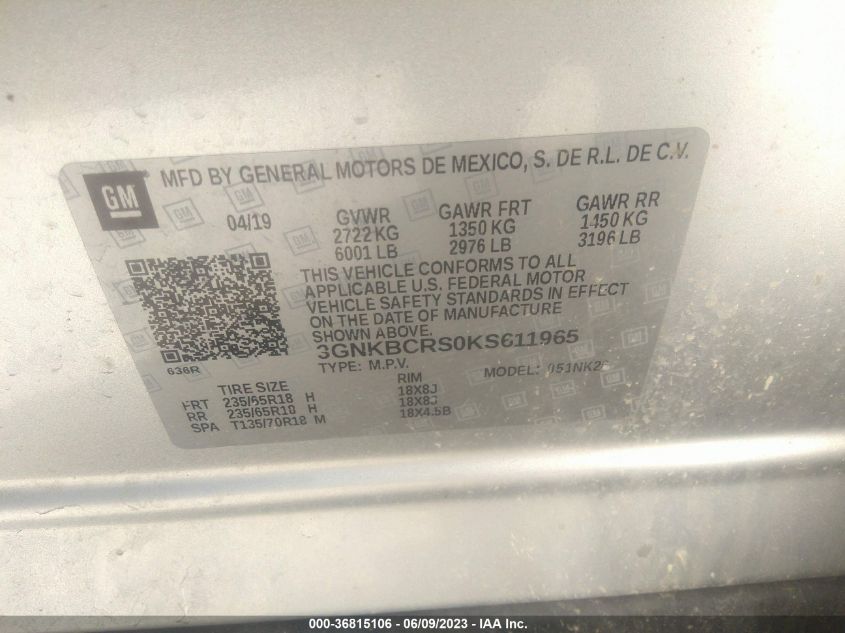 GM
MFD BY GENERAL MOTORS DE MEXICO, S. DE R.L. DE C.V.
04/19 GVWR GAWR FRT GAWR RR
2722 KG 1350 KG 1450 KG
6001 LB 2976 LB 3196 LB
THIS VEHICLE CONFORMS TO ALL
APPLICABLE U.S. FEDERAL MOTOR
VEHICLE SAFETY STANDARDS IN EFFECT
ON THE DATE OF MANUFACTURE
SHOWN ABOVE.
3GNKBCRS0KS611965
636R TYPE: M.P.V. MODEL:
TIRE SIZE RIM
FRT 235/65R18 H 18X8J
RR 235/65R18 H 18X8J
SPA T135/70R18 M 18X4.5B
000-36815106 - 06/09/2023 - IAA Inc.